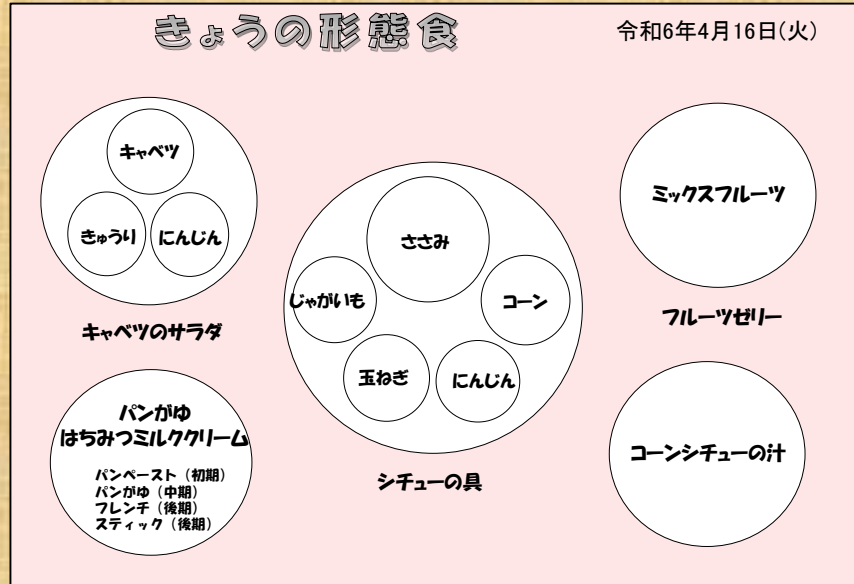 きょうの形態食
令和6年4月16日(火)
キャベツ
きゅうり
にんじん
キャベツのサラダ
ささみ
じゃがいも
コーン
玉ねぎ
にんじん
シチューの具
ミックスフルーツ
フルーツゼリー
パンがゆ
はちみつミルククリーム
パンペースト(初期)
パンがゆ(中期)
フレンチ(後期)
スティック(後期)
コーンシチューの汁